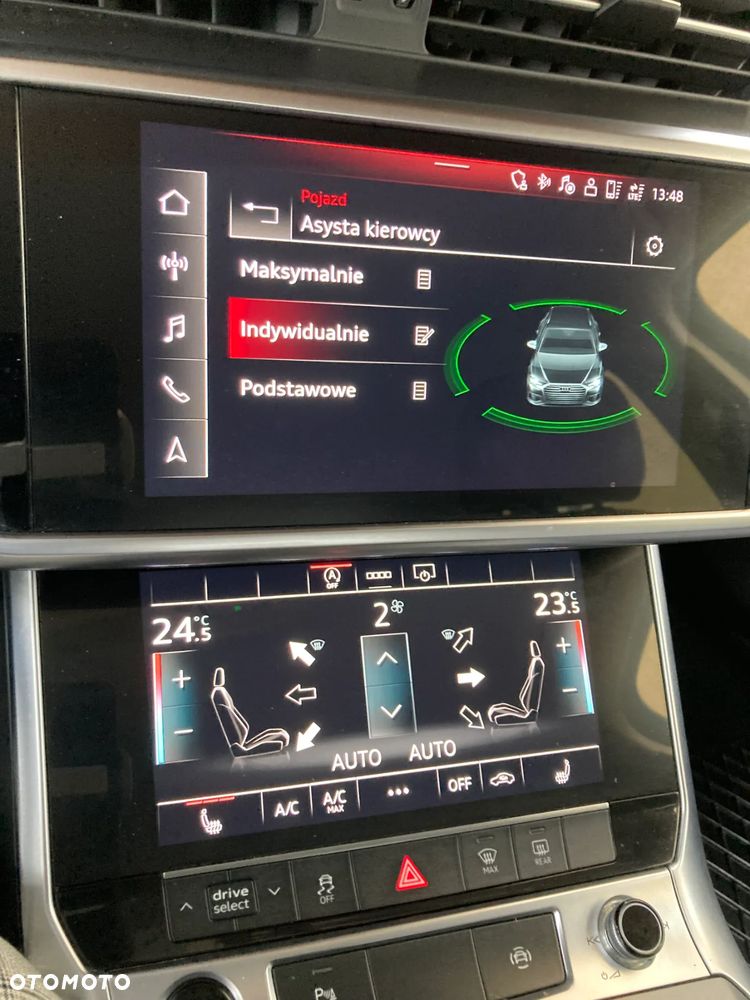 LTE 13:48
Pojazd
Asysta kierowcy
Maksymalnie
Indywidualnie
Podstawowe
A
OFF
24.5 °C
2
23.5 °C
AUTO AUTO
A/C
A/C MAX
OFF
drive select
OFF
MAX
REAR
P
OTOMOTO